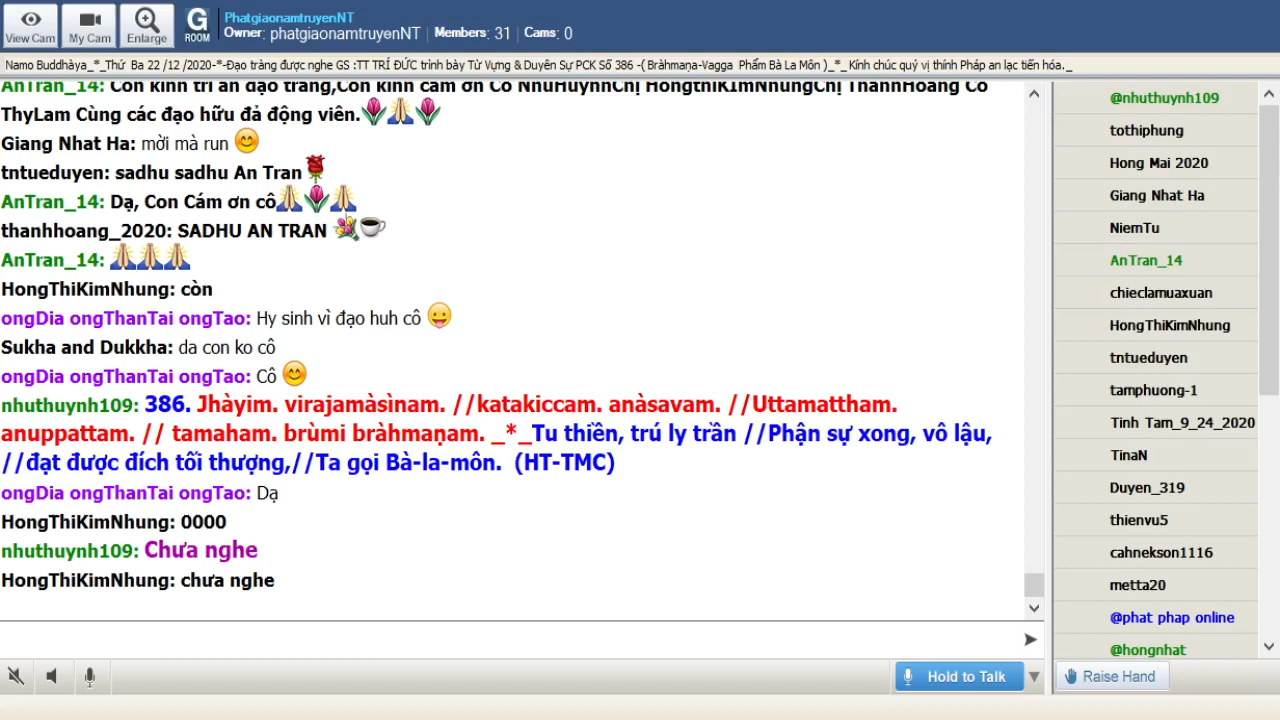 View Cam
My Cam
Enlarge
G
ROOM
PhatgiaonamtruyenNT
Owner: phatgiaonamtruyenNT | Members: 31 | Cams: 0
Namo Buddhàya_*_Thứ Ba 22 /12 /2020-*-Đạo tràng được nghe GS :TT TRÍ ĐỨC trình bày Từ Vựng & Duyên Sự PCK Số 386 -( Bràhmaṇa-Vagga Phẩm Bà La Môn )_*_ Kính chúc quý vị thính Pháp an lạc tiến hóa._
AnTran_14: Con kính tri ân đạo tràng,Con kính cám ơn Cô NhuHuynhChị HongthiKImNhungChị ThanhHoang Cô
ThyLam Cùng các đạo hữu đả động viên.
Giang Nhat Ha: mời mà run
tntueduyen: sadhu sadhu An Tran
AnTran_14: Dạ, Con Cám ơn cô
thanhhoang_2020: SADHU AN TRAN
AnTran_14:
HongThiKimNhung: còn
ongDia ongThanTai ongTao: Hy sinh vì đạo huh cô
Sukha and Dukkha: da con ko cô
ongDia ongThanTai ongTao: Cô
nhuthuynh109: 386. Jhàyim. virajamàsìnam. //katakiccam. anàsavam. //Uttamattham.
anuppattam. // tamaham. brùmi bràhmaṇam. _*_Tu thiền, trú ly trần //Phận sự xong, vô lậu,
//đạt được đích tối thượng,//Ta gọi Bà-la-môn. (HT-TMC)
ongDia ongThanTai ongTao: Dạ
HongThiKimNhung: 0000
nhuthuynh109: Chưa nghe
HongThiKimNhung: chưa nghe
Hold to Talk
@nhuthuynh109
tothiphung
Hong Mai 2020
Giang Nhat Ha
NiemTu
AnTran_14
chieclamuaxuan
HongThiKimNhung
tntueduyen
tamphuong-1
Tinh Tam_9_24_2020
TinaN
Duyen_319
thienvu5
cahnekson1116
metta20
@phat phap online
@hongnhat
Raise Hand